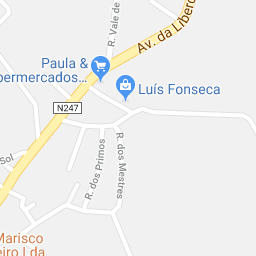 R. Vale de
Av. da Liberd
Paula &
permercados...
Luís Fonseca
N247
Sol
R. dos Primos
R. dos Mestres
Marisco
eiro Lda